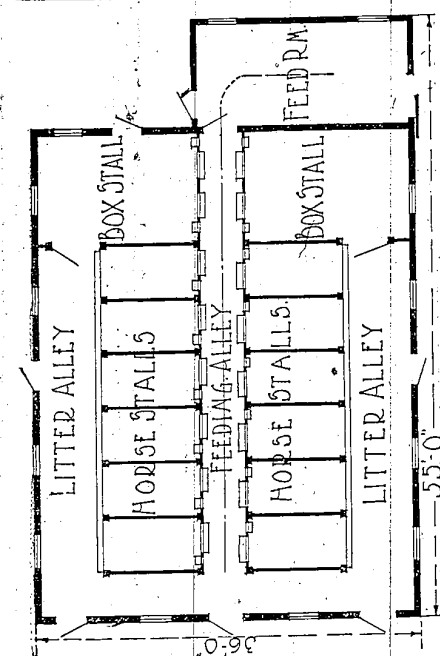 FEED RM.
BOX STALL
BOX STALL
LITTER ALLEY
HORSE STALLS
FEEDING ALLEY
HORSE STALLS.
LITTER ALLEY
55'-0"
36'-0"